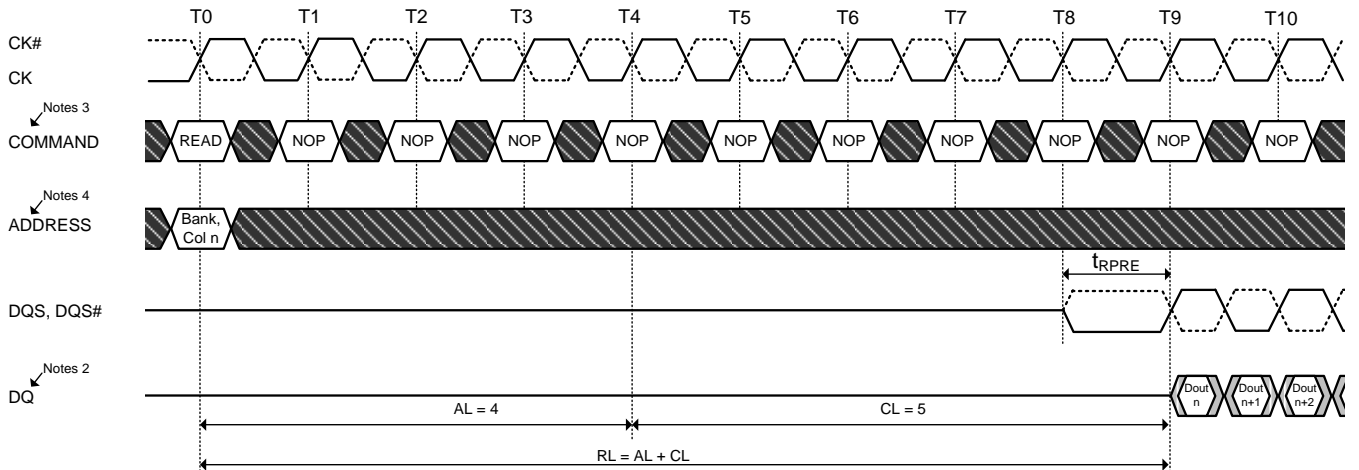 T0 T1 T2 T3 T4 T5 T6 T7 T8 T9 T10
CK#
CK
Notes 3
COMMAND READ NOP NOP NOP NOP NOP NOP NOP NOP NOP NOP
Notes 4
ADDRESS
Bank,
Col n
tRPRE
DQS, DQS#
Notes 2
DQ
Dout Dout Dout
n n+1 n+2
AL = 4 CL = 5
RL = AL + CL